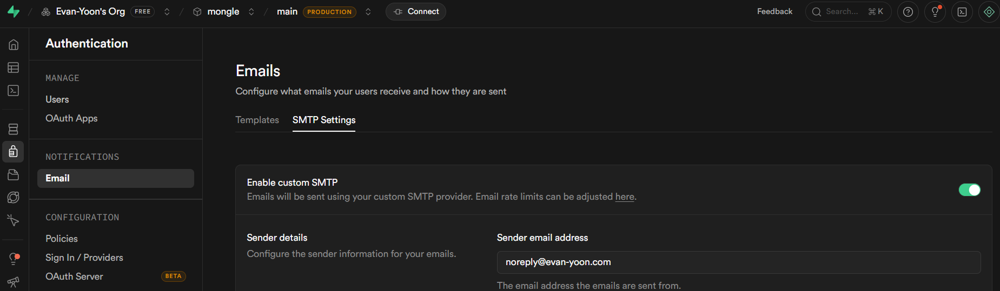 Evan-Yoon's Org FREE mongle main PRODUCTION Connect Feedback Search... ⌘ K
Authentication
MANAGE
Users
OAuth Apps
NOTIFICATIONS
Email
CONFIGURATION
Policies
Sign In / Providers
OAuth Server BETA
Emails
Configure what emails your users receive and how they are sent
Templates SMTP Settings
Enable custom SMTP
Emails will be sent using your custom SMTP provider. Email rate limits can be adjusted here.
Sender details
Configure the sender information for your emails.
Sender email address
noreply@evan-yoon.com
The email address the emails are sent from.